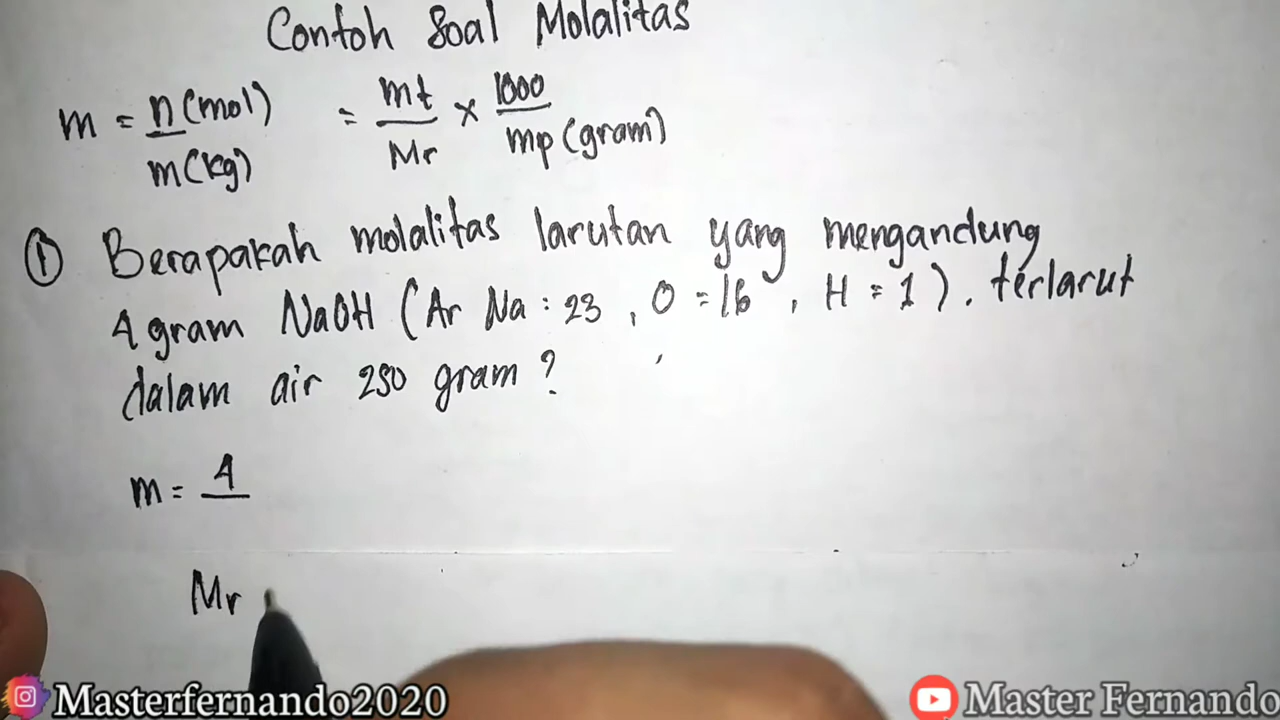 Contoh Soal Molalitas
m = n (mol) / m (kg) = mt / Mr × 1000 / mp (gram)
① Berapakah molalitas larutan yang mengandung
4 gram NaOH (Ar Na : 23 , O = 16 , H = 1 ) . terlarut
dalam air 250 gram ?
m = 4
Mr
Masterfernando2020
Master Fernando